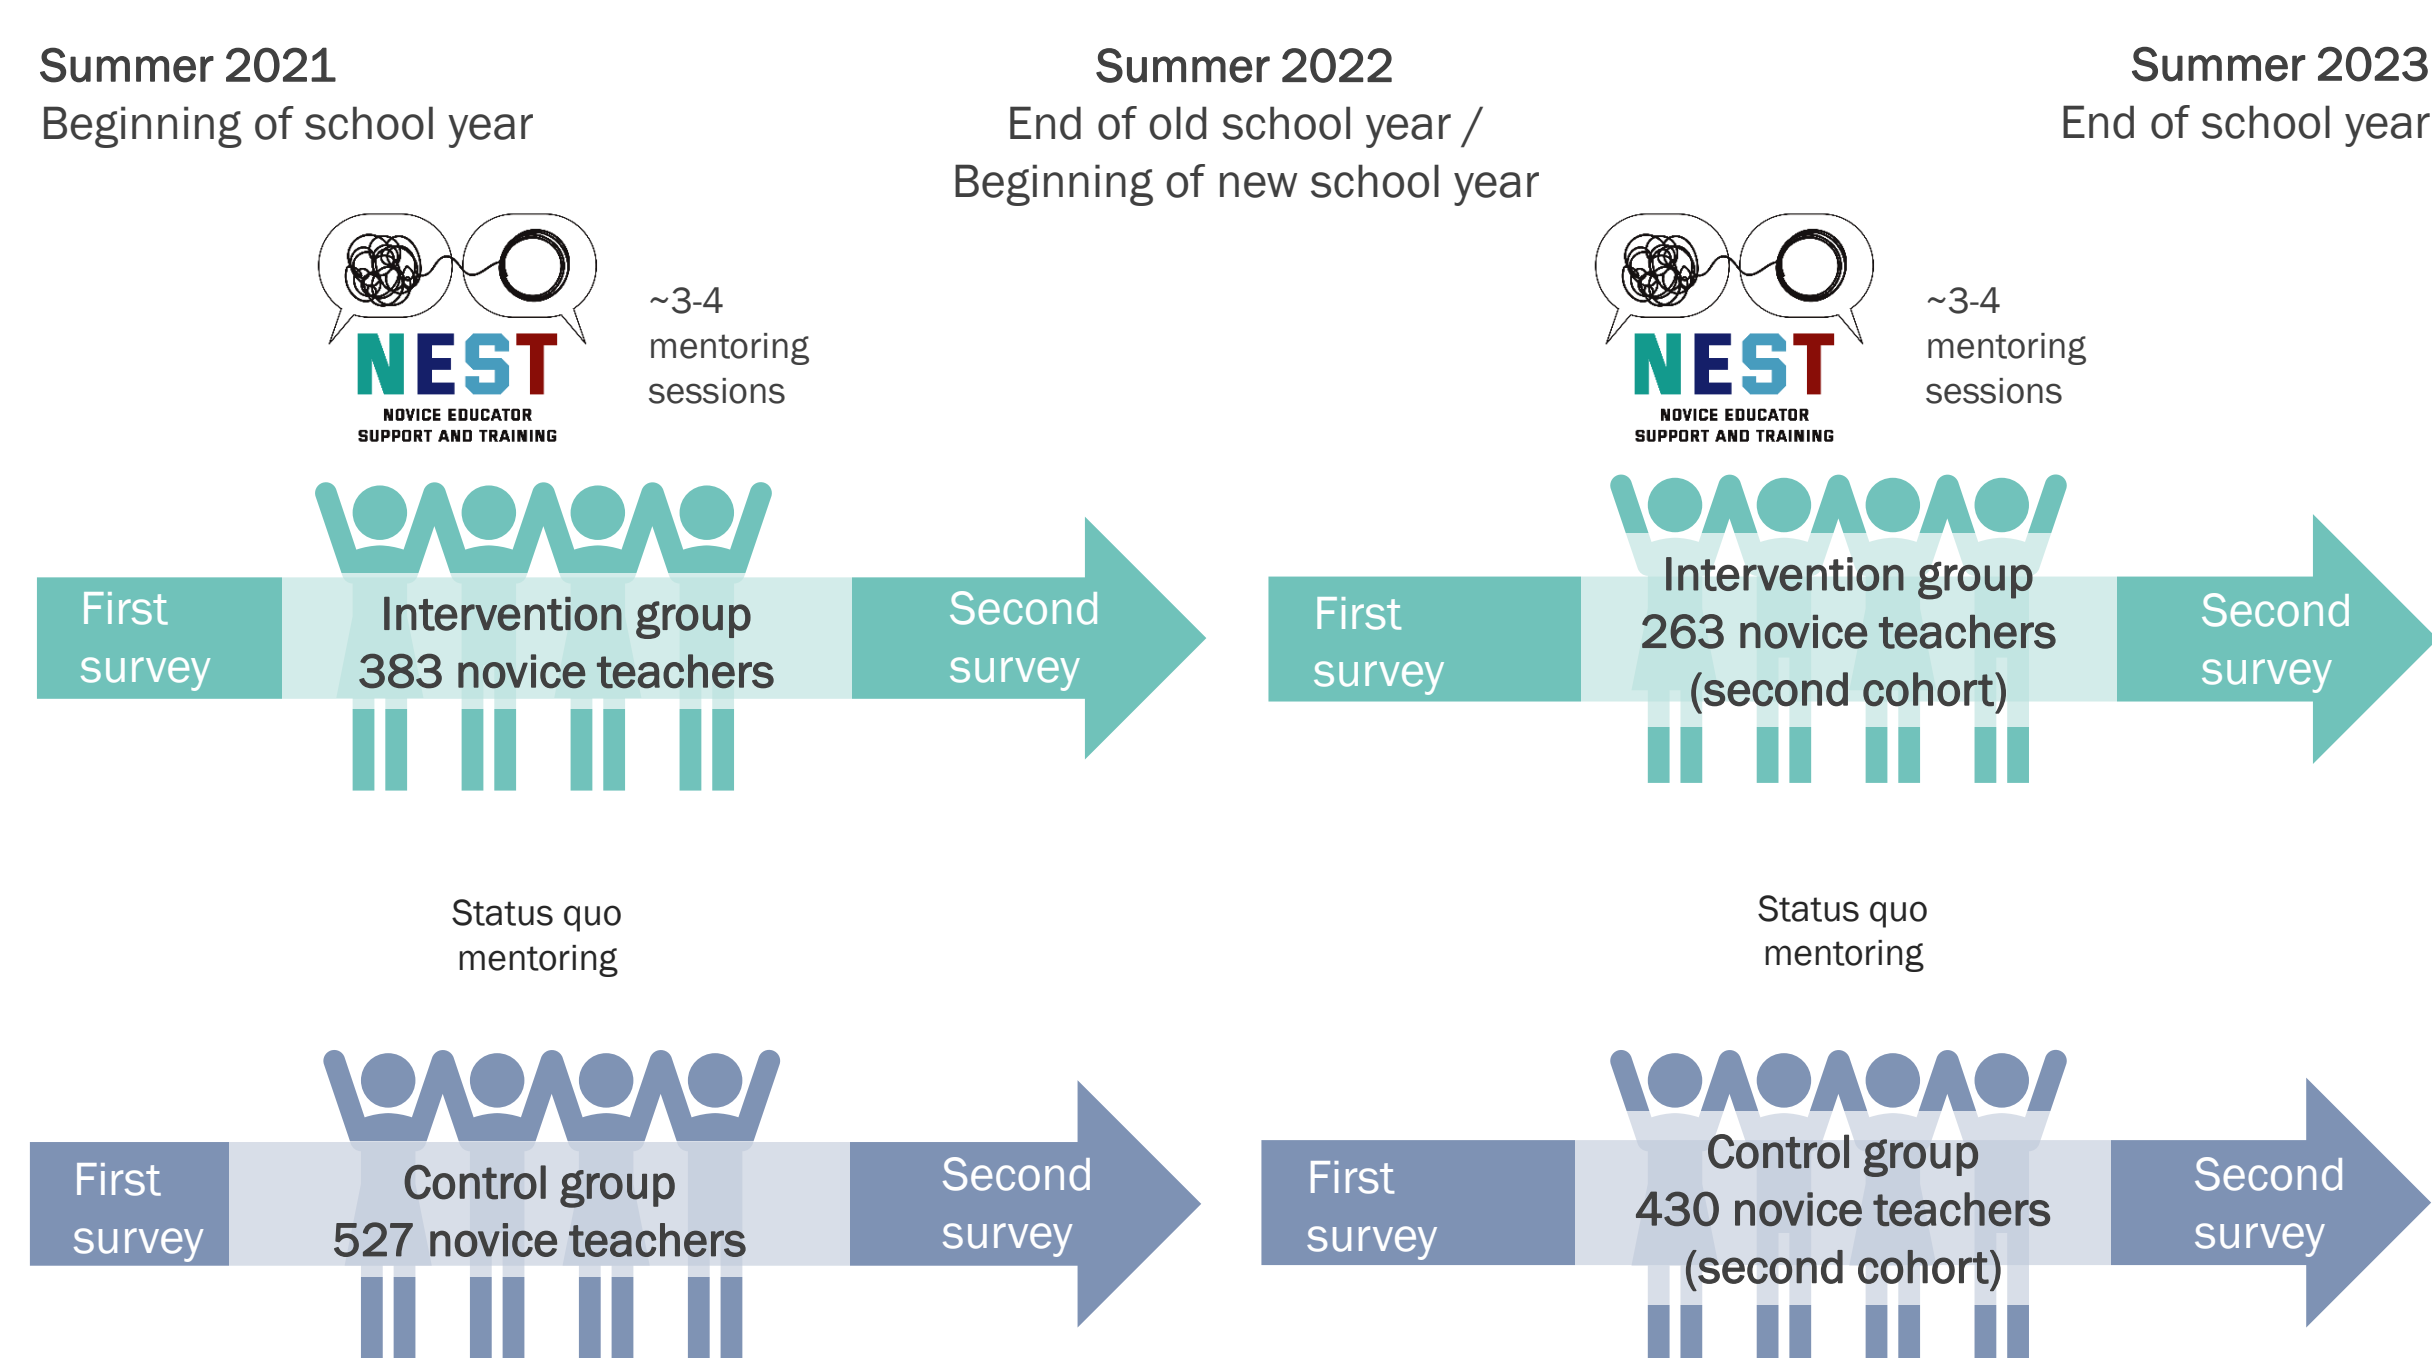 Summer 2021
Beginning of school year
Summer 2022
End of old school year /
Beginning of new school year
Summer 2023
End of school year
NEST
NOVICE EDUCATOR
SUPPORT AND TRAINING
~3-4
mentoring
sessions
NEST
NOVICE EDUCATOR
SUPPORT AND TRAINING
~3-4
mentoring
sessions
First
survey
Intervention group
383 novice teachers
Second
survey
First
survey
Intervention group
263 novice teachers
(second cohort)
Second
survey
Status quo
mentoring
Status quo
mentoring
First
survey
Control group
527 novice teachers
Second
survey
First
survey
Control group
430 novice teachers
(second cohort)
Second
survey